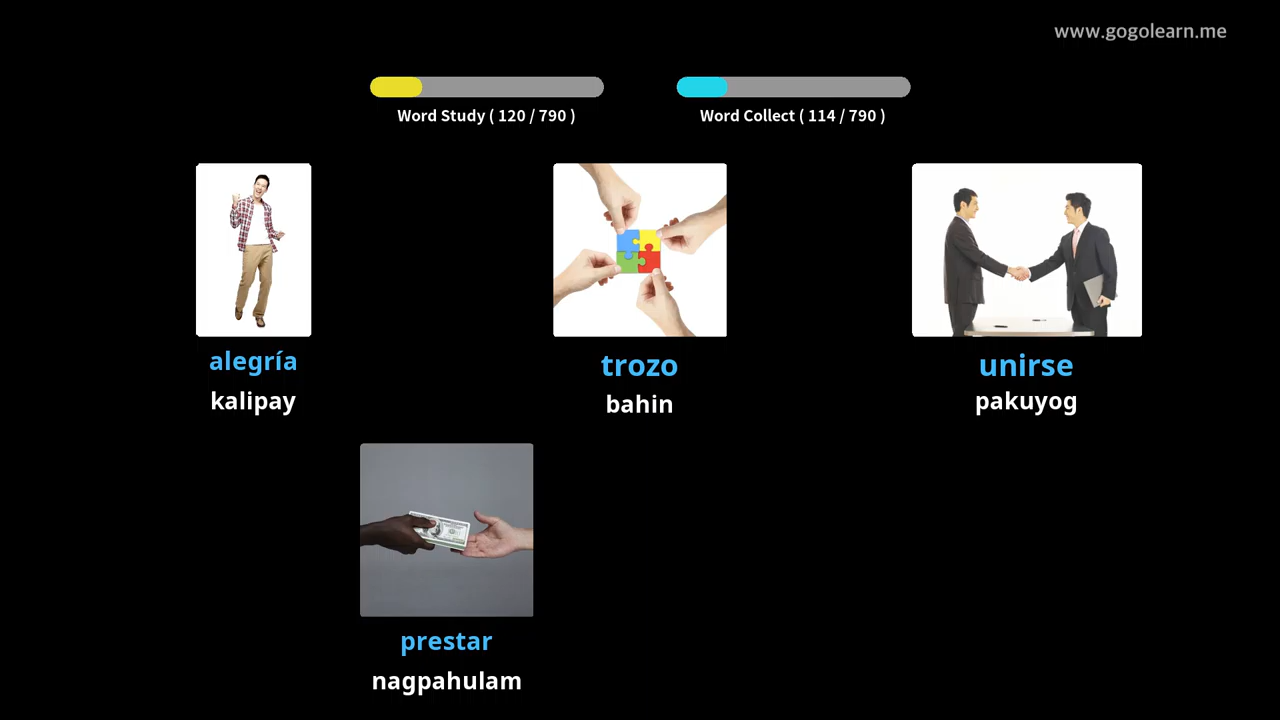 www.gogolearn.me
Word Study ( 120 / 790 )
Word Collect ( 114 / 790 )
alegría
kalipay
trozo
bahin
unirse
pakuyog
prestar
nagpahulam